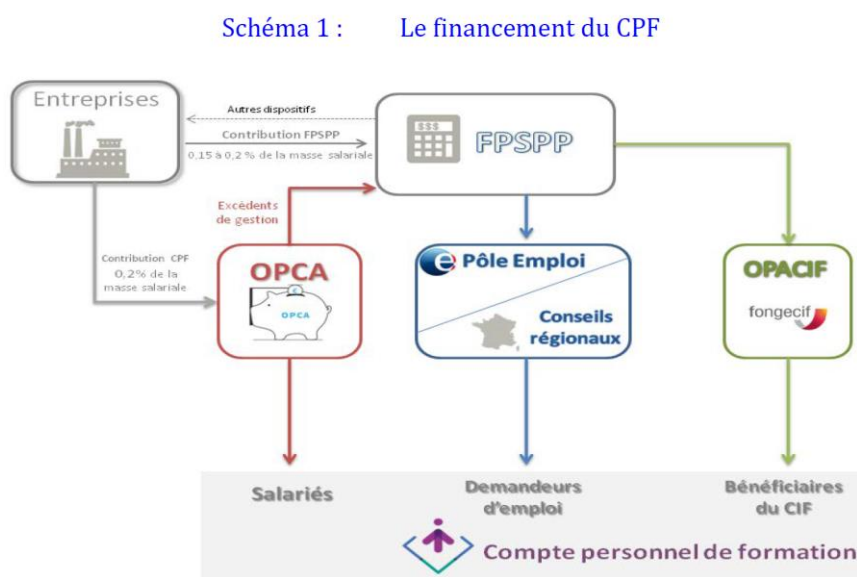 Schéma 1 : Le financement du CPF
Entreprises
Autres dispositifs
Contribution FPSPP
0,15 à 0,2 % de la masse salariale
$$$
FPSPP
Excédents
de gestion
Contribution CPF
0,2% de la
masse salariale
OPCA
€
OPCA
e Pôle Emploi
Conseils
régionaux
OPACIF
fongecif
Salariés
Demandeurs
d'emploi
Bénéficiaires
du CIF
Compte personnel de formation